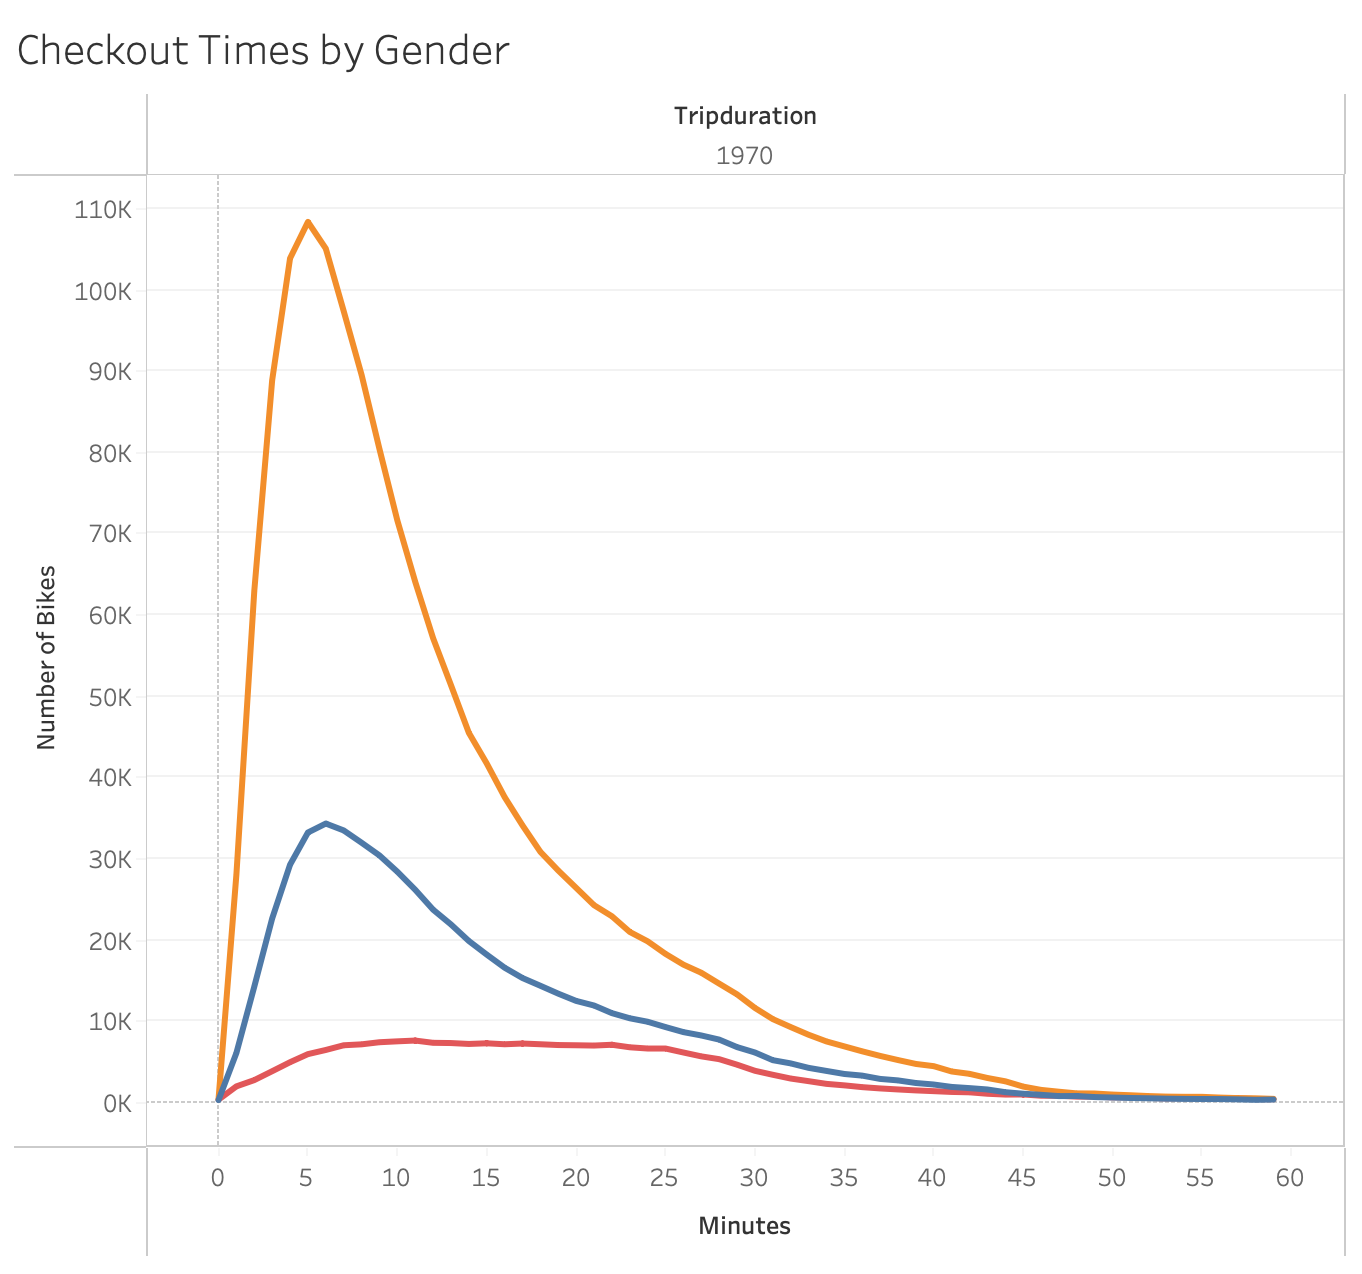 Checkout Times by Gender
Tripduration
1970
110K
100K
90K
80K
70K
60K
50K
40K
30K
20K
10K
0K
Number of Bikes
0 5 10 15 20 25 30 35 40 45 50 55 60
Minutes